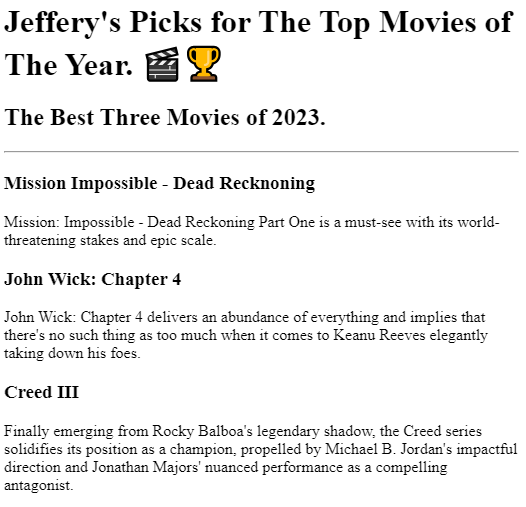 Jeffery's Picks for The Top Movies of
The Year. 🎬🏆
The Best Three Movies of 2023.
Mission Impossible - Dead Recknoning
Mission: Impossible - Dead Reckoning Part One is a must-see with its world-
threatening stakes and epic scale.
John Wick: Chapter 4
John Wick: Chapter 4 delivers an abundance of everything and implies that
there's no such thing as too much when it comes to Keanu Reeves elegantly
taking down his foes.
Creed III
Finally emerging from Rocky Balboa's legendary shadow, the Creed series
solidifies its position as a champion, propelled by Michael B. Jordan's impactful
direction and Jonathan Majors' nuanced performance as a compelling
antagonist.